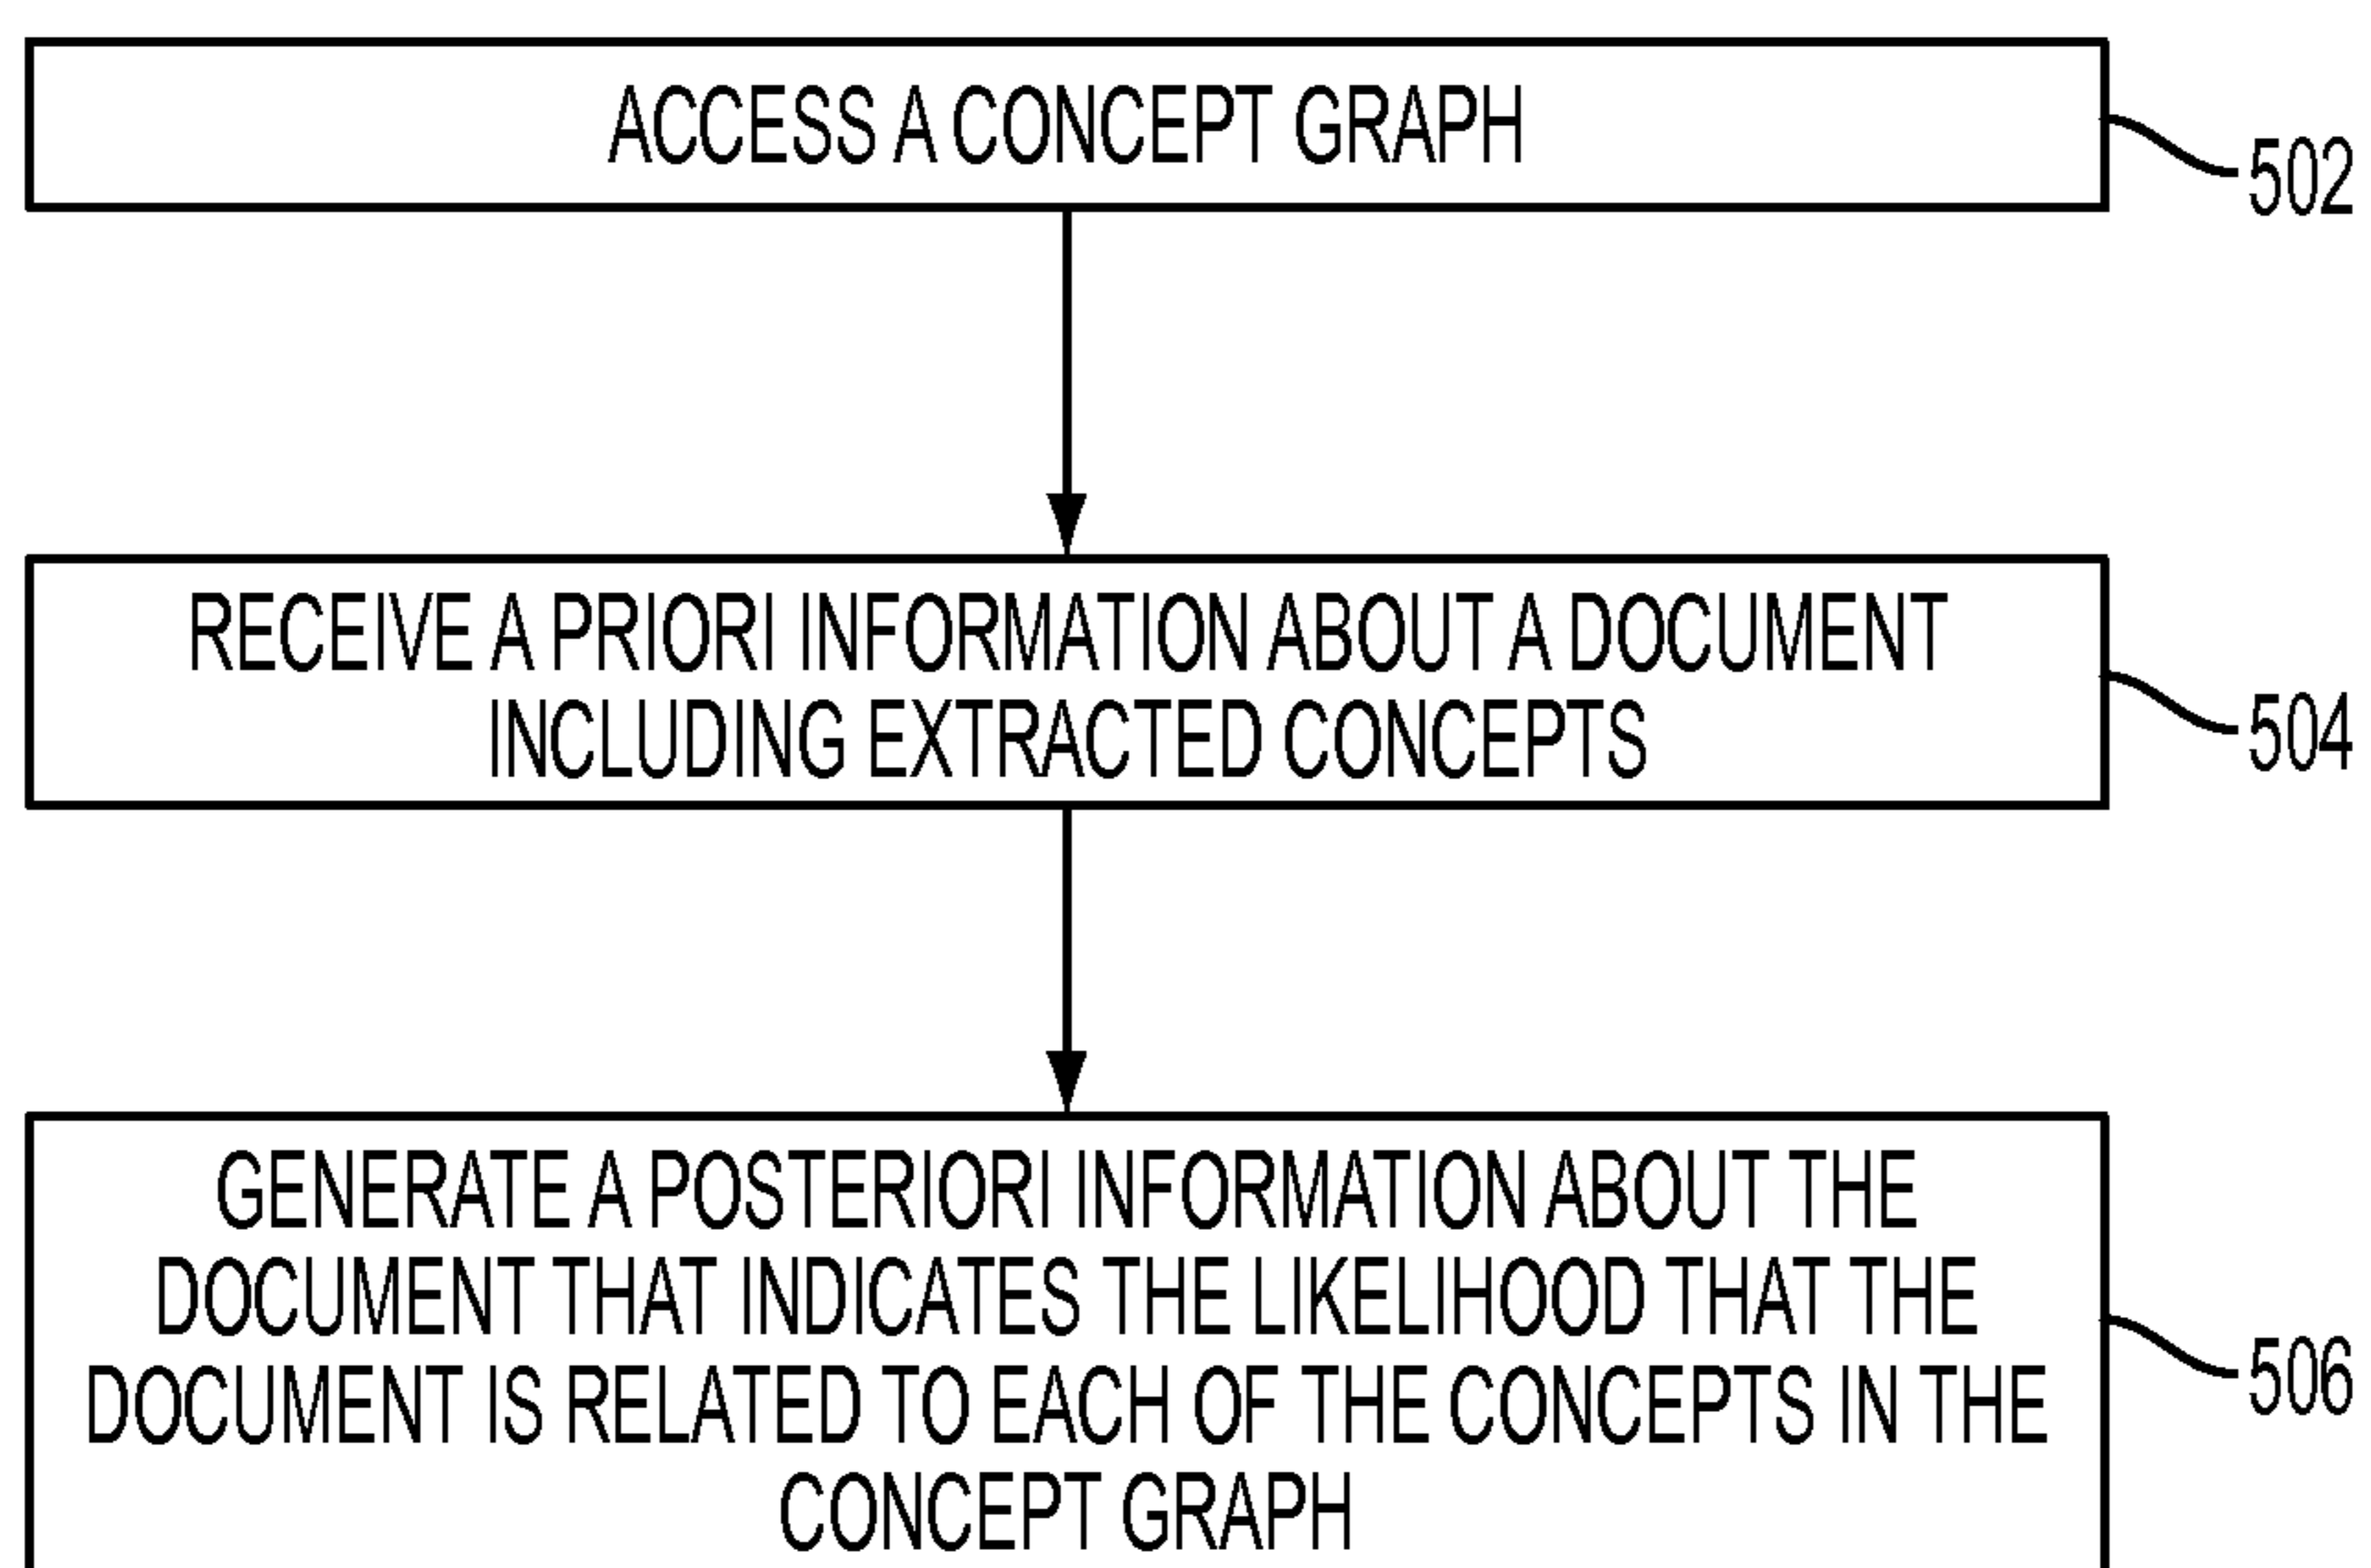 ACCESS A CONCEPT GRAPH
502
RECEIVE A PRIORI INFORMATION ABOUT A DOCUMENT
INCLUDING EXTRACTED CONCEPTS
504
GENERATE A POSTERIORI INFORMATION ABOUT THE
DOCUMENT THAT INDICATES THE LIKELIHOOD THAT THE
DOCUMENT IS RELATED TO EACH OF THE CONCEPTS IN THE
CONCEPT GRAPH
506